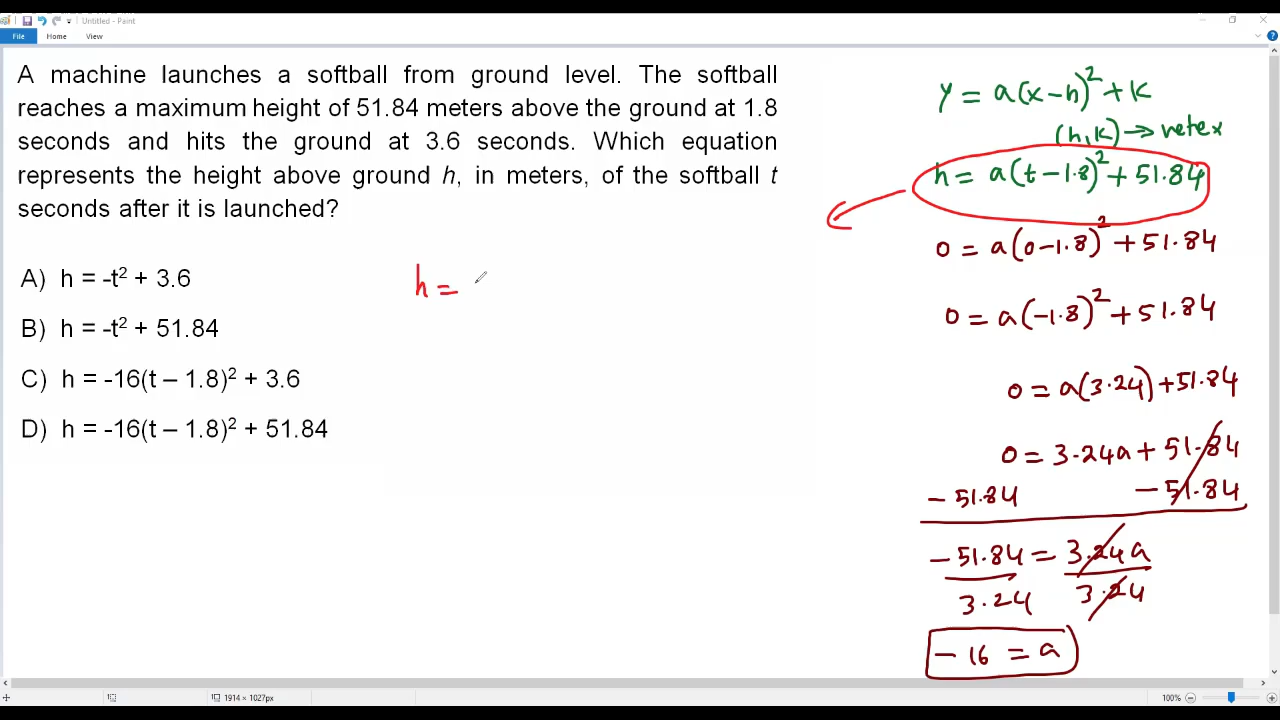 Untitled - Paint
File Home View
A machine launches a softball from ground level. The softball
reaches a maximum height of 51.84 meters above the ground at 1.8
seconds and hits the ground at 3.6 seconds. Which equation
represents the height above ground h, in meters, of the softball t
seconds after it is launched?
A) h = -t² + 3.6
B) h = -t² + 51.84
C) h = -16(t – 1.8)² + 3.6
D) h = -16(t – 1.8)² + 51.84
h =
y = a(x-h)² + k
(h,k) → vetex
h = a(t-1.8)² + 51.84
0 = a(0-1.8)² + 51.84
0 = a(-1.8)² + 51.84
0 = a(3.24) + 51.84
0 = 3.24a + 51.84
- 51.84 - 51.84
- 51.84 = 3.24a
3.24 3.24
- 16 = a
1914 × 1027px
100%